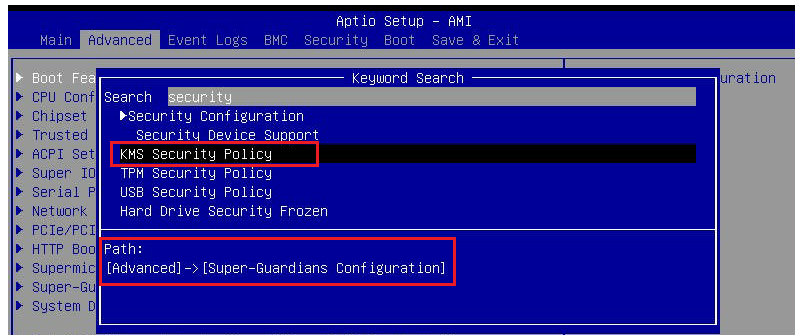 Aptio Setup – AMI
Main Advanced Event Logs BMC Security Boot Save & Exit
Keyword Search
Boot Fea
uration
CPU Conf
Search security
Chipset
▶Security Configuration
Trusted
Security Device Support
ACPI Set
KMS Security Policy
Super IO
TPM Security Policy
Serial P
USB Security Policy
Network
Hard Drive Security Frozen
PCIe/PCI
HTTP Boo
Path:
Supermic
[Advanced]->[Super-Guardians Configuration]
Super-Gu
System D